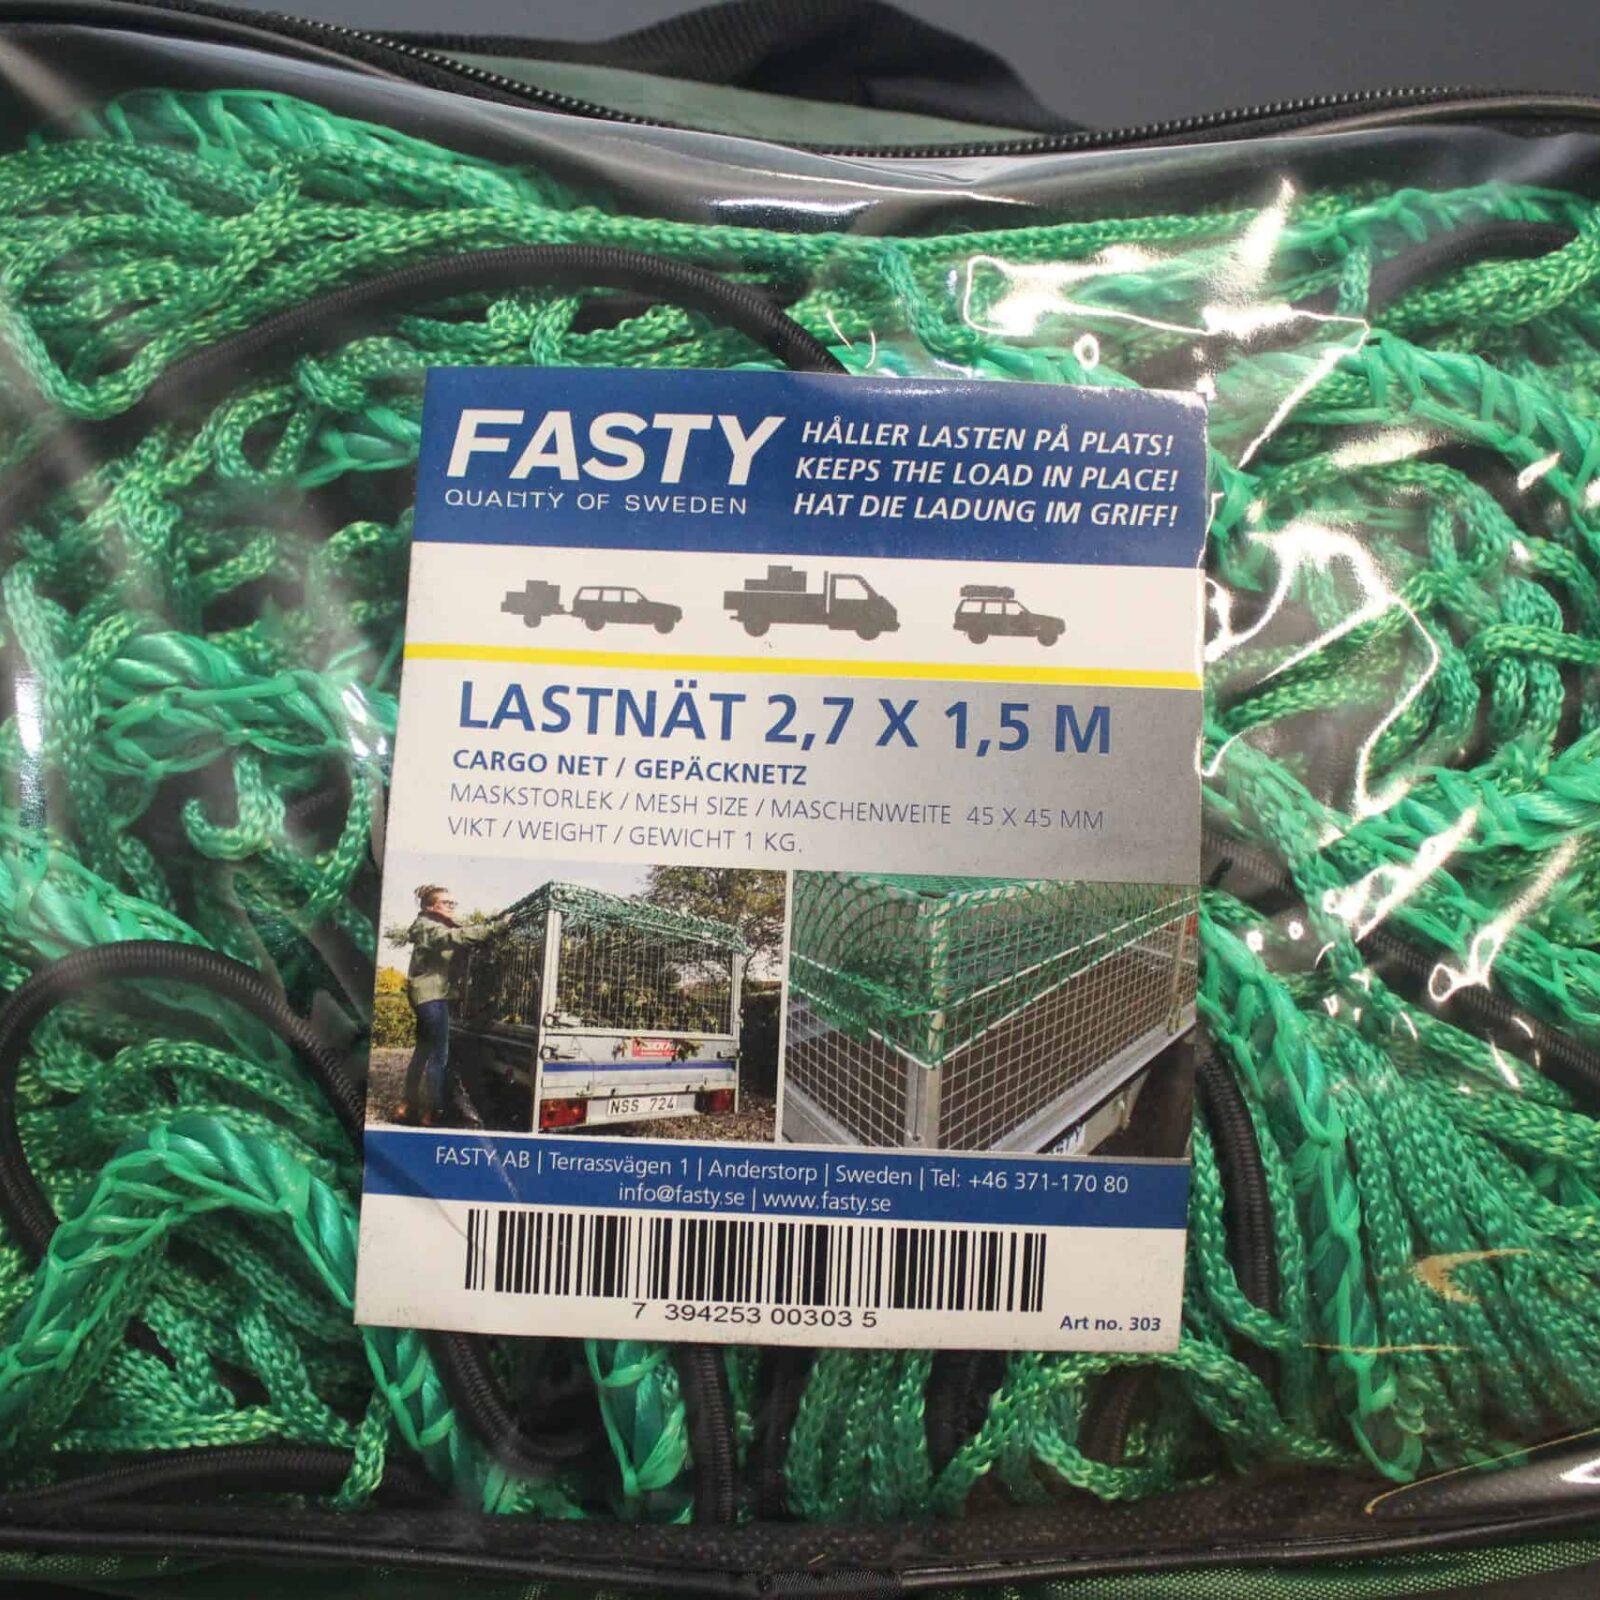 FASTY
QUALITY OF SWEDEN
HÅLLER LASTEN PÅ PLATS!
KEEPS THE LOAD IN PLACE!
HAT DIE LADUNG IM GRIFF!
LASTNÄT 2,7 X 1,5 M
CARGO NET / GEPÄCKNETZ
MASKSTORLEK / MESH SIZE / MASCHENWEITE 45 X 45 MM
VIKT / WEIGHT / GEWICHT 1 KG.
NSS 724
FASTY AB | Terrassvägen 1 | Anderstorp | Sweden | Tel: +46 371-170 80
info@fasty.se | www.fasty.se
7 394253 00303 5
Art no. 303